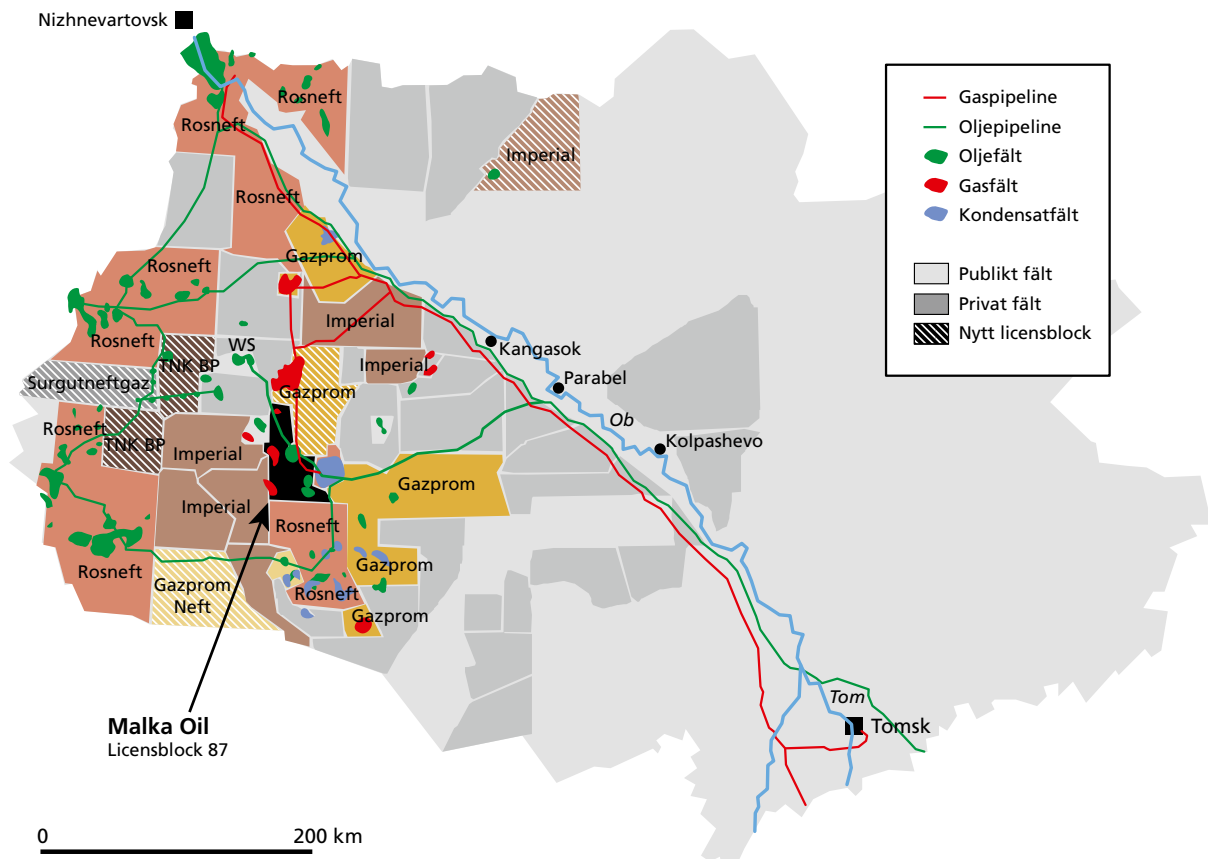 Nizhnevartovsk
Rosneft
Rosneft
Imperial
Rosneft
Gazprom
Rosneft
Imperial
Rosneft
WS
TNK BP
Imperial
Surgutneftgaz
Gazprom
Kangasok
Parabel
Ob
Kolpashevo
Rosneft
TNK BP
Imperial
Gazprom
Imperial
Rosneft
Rosneft
Gazprom
Neft
Gazprom
Rosneft
Gazprom
Malka Oil
Licensblock 87
Tom
Tomsk
0 200 km
Gaspipeline
Oljepipeline
Oljefält
Gasfält
Kondensatfält
Publikt fält
Privat fält
Nytt licensblock